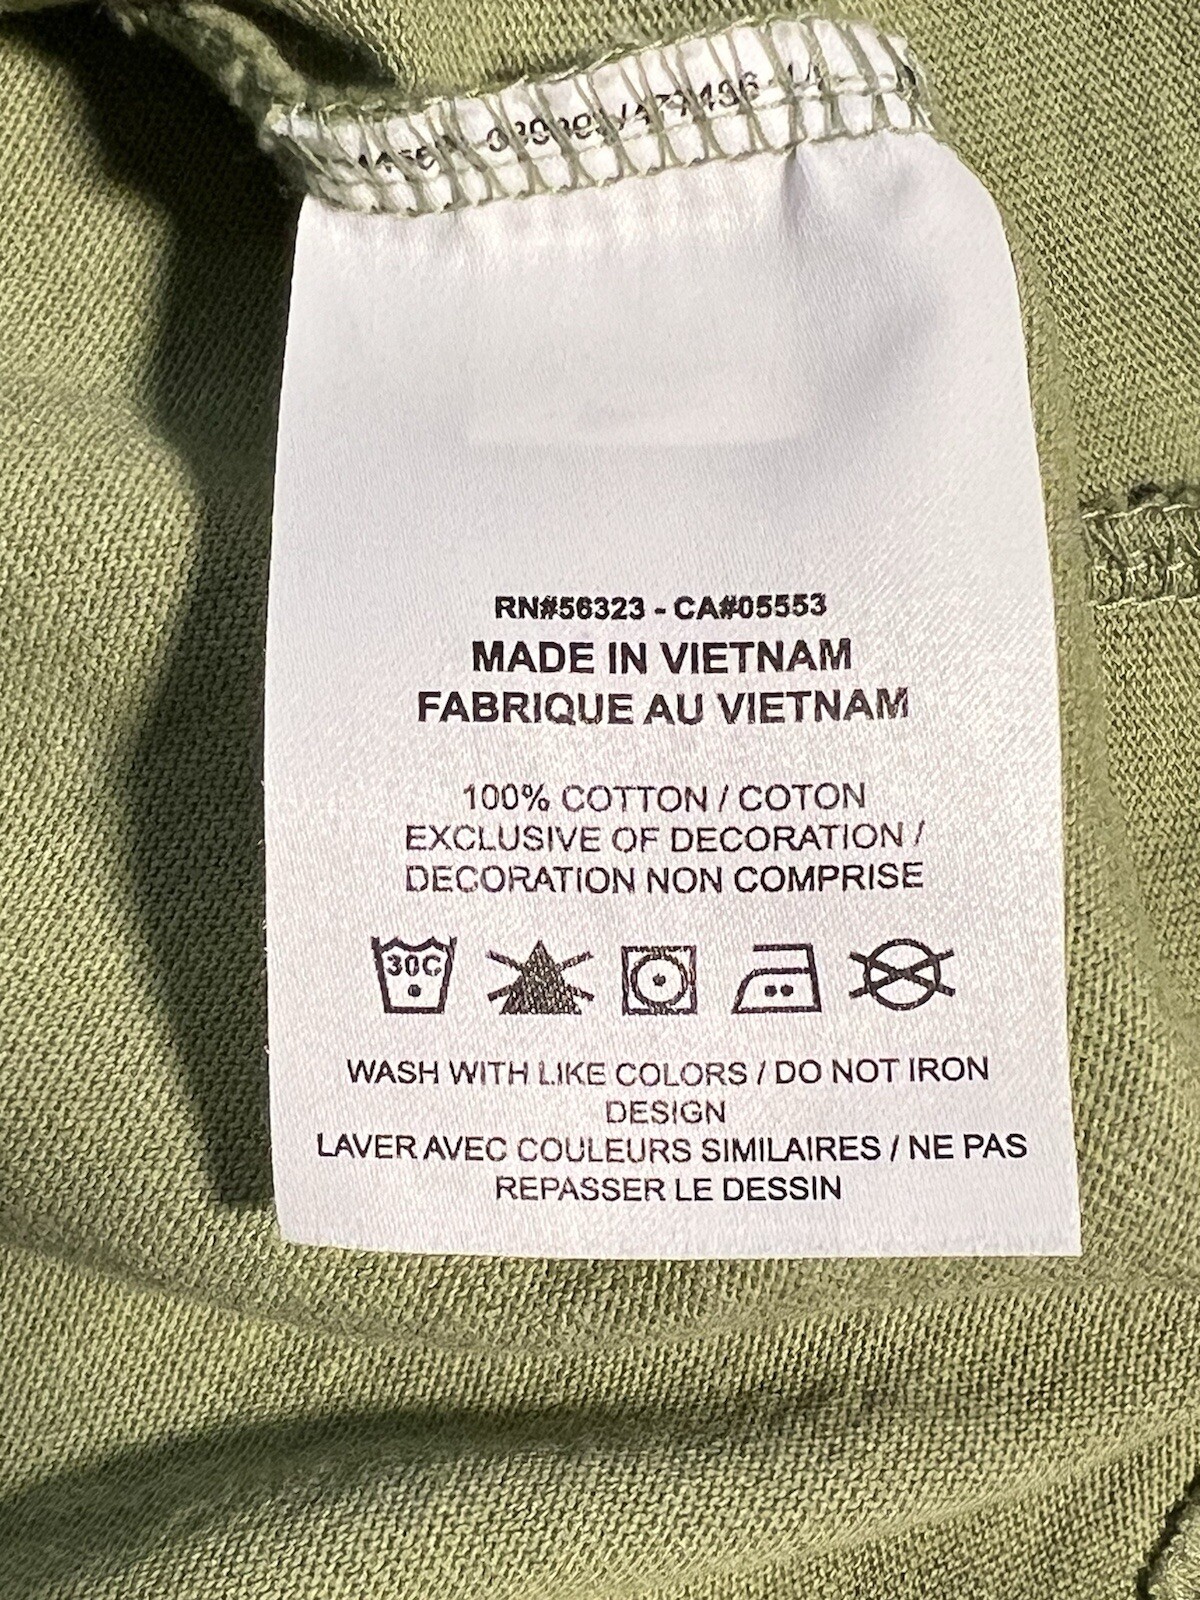 RN#56323 - CA#05553
MADE IN VIETNAM
FABRIQUE AU VIETNAM
100% COTTON / COTON
EXCLUSIVE OF DECORATION /
DECORATION NON COMPRISE
30C
WASH WITH LIKE COLORS / DO NOT IRON
DESIGN
LAVER AVEC COULEURS SIMILAIRES / NE PAS
REPASSER LE DESSIN